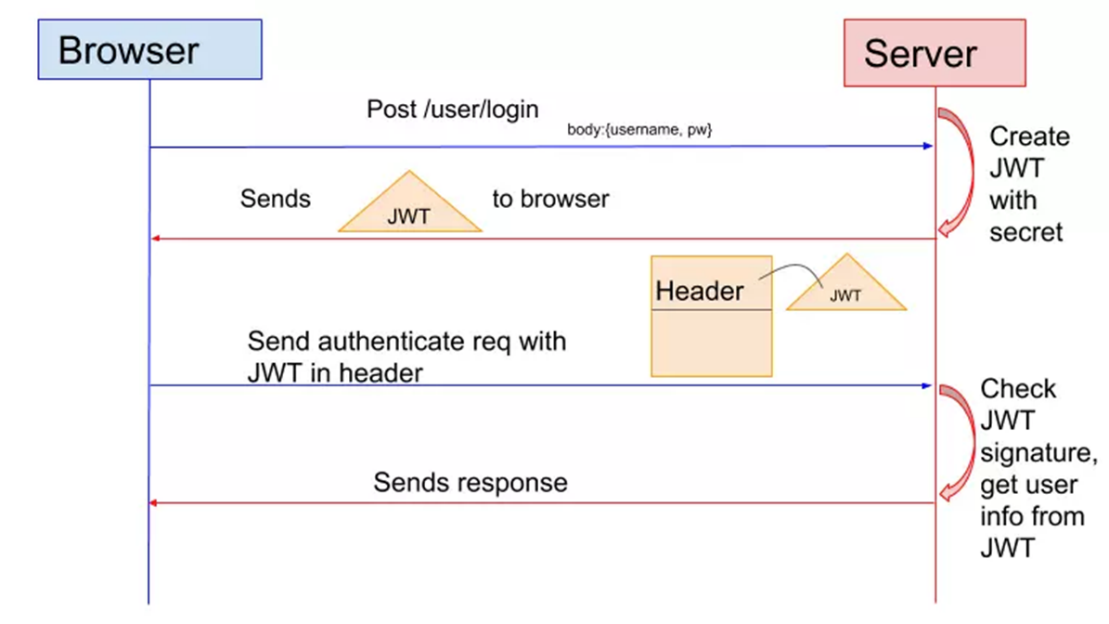 Browser
Server
Post /user/login
body:{username, pw}
Create
JWT
with
secret
Sends
JWT
to browser
Header
JWT
Send authenticate req with
JWT in header
Check
JWT
signature,
get user
info from
JWT
Sends response